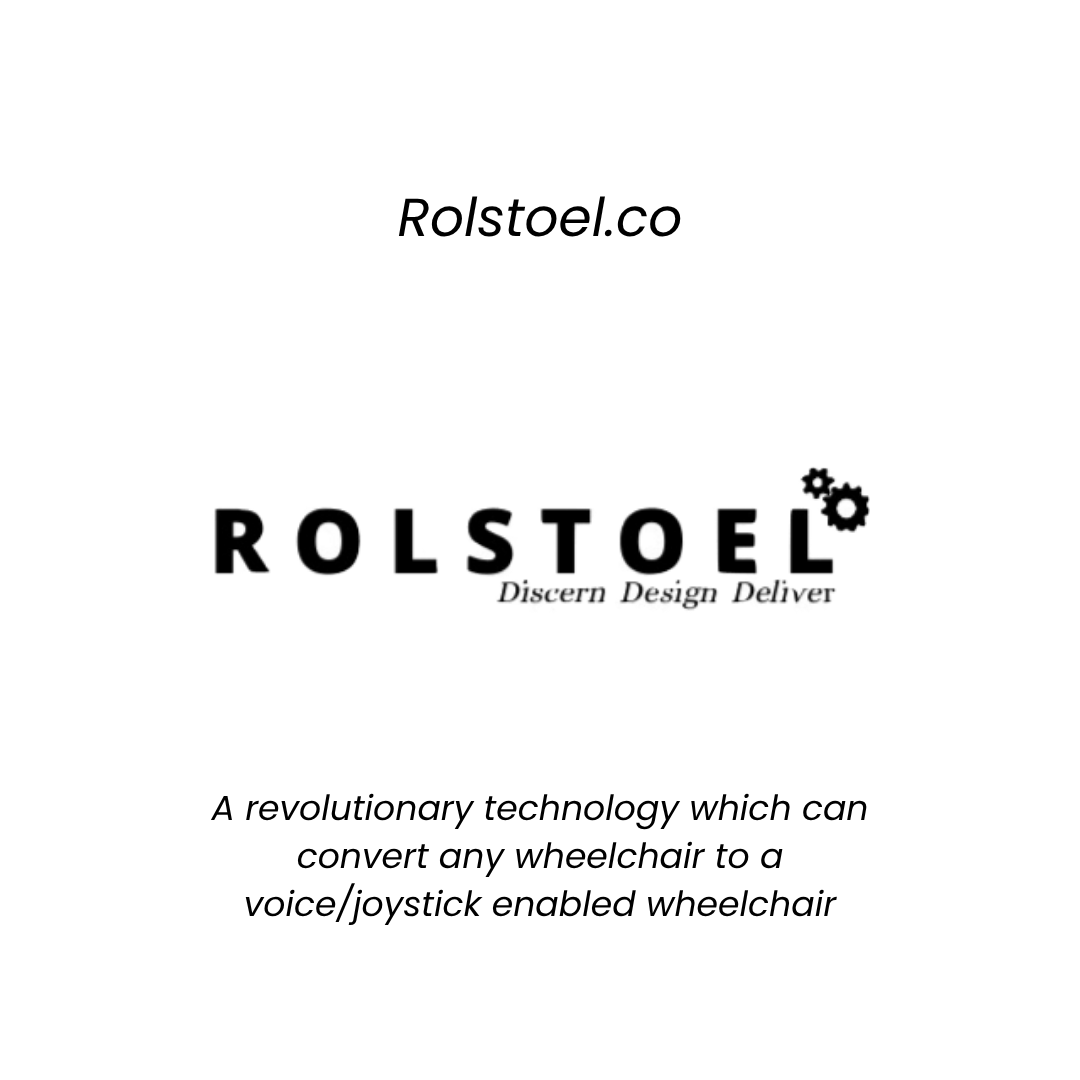 Rolstoel.co
ROLSTOEL
Discern Design Deliver
A revolutionary technology which can
convert any wheelchair to a
voice/joystick enabled wheelchair